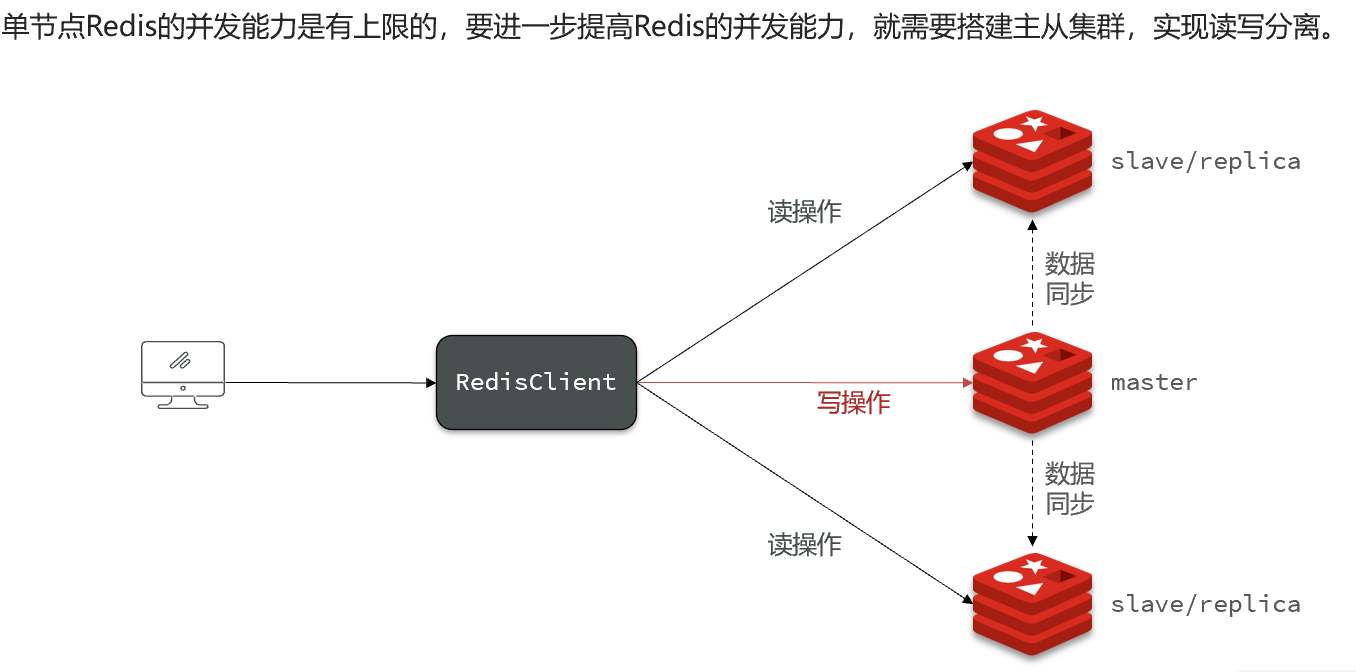 单节点Redis的并发能力是有上限的，要进一步提高Redis的并发能力，就需要搭建主从集群，实现读写分离。
slave/replica
读操作
数据
同步
RedisClient
写操作
master
数据
同步
读操作
slave/replica